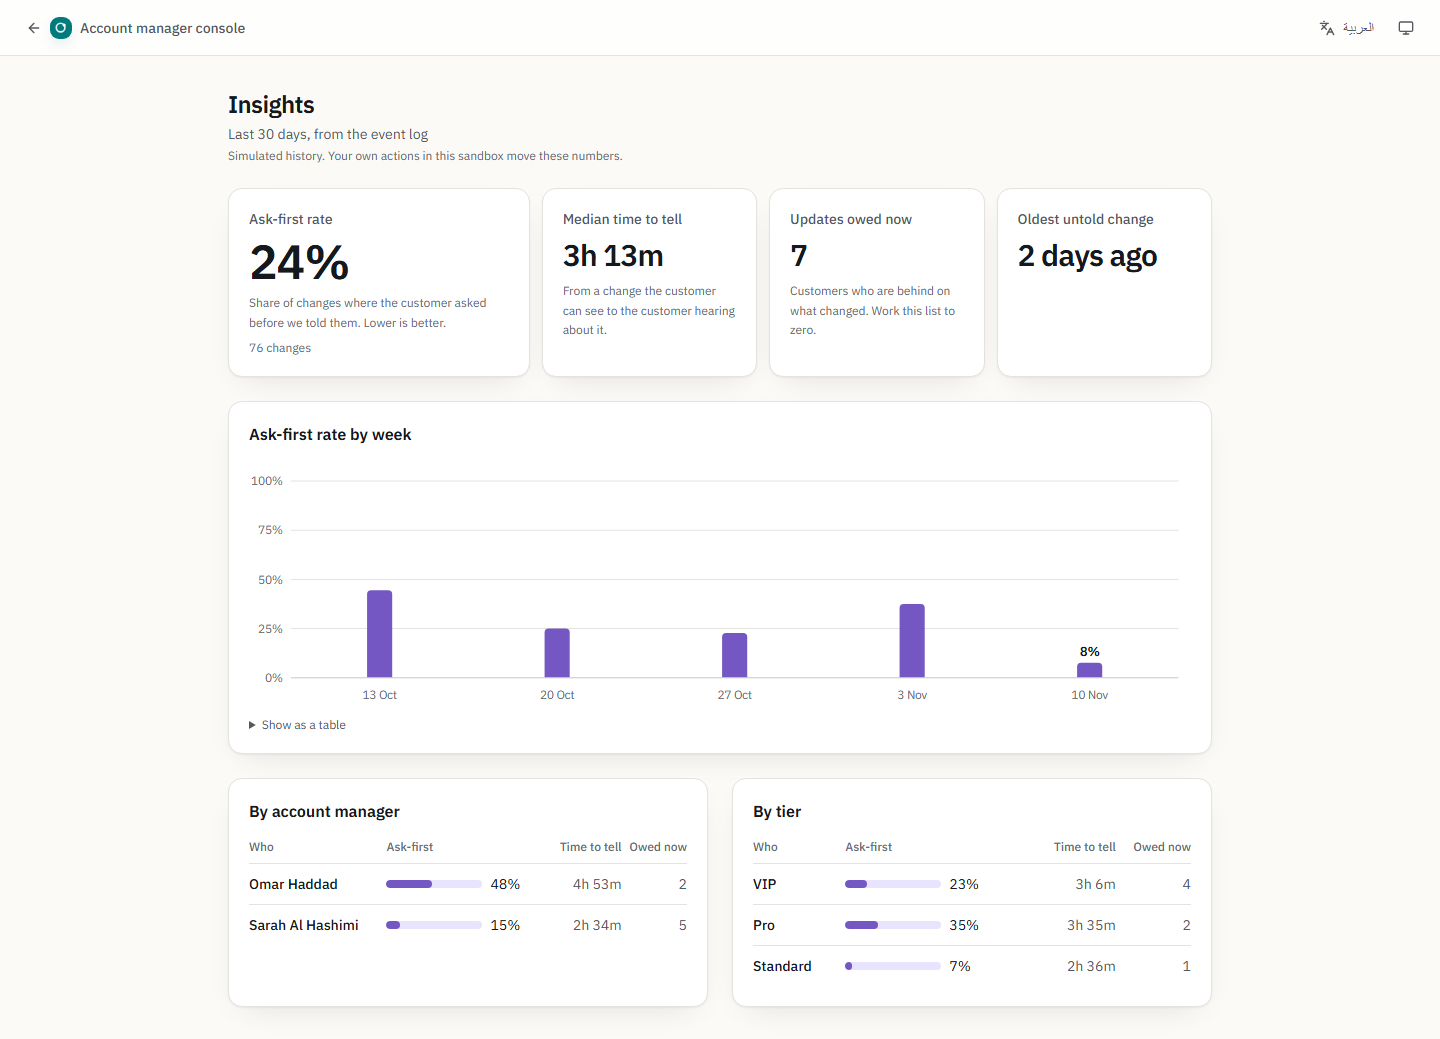 Account manager console
العربية
Insights
Last 30 days, from the event log
Simulated history. Your own actions in this sandbox move these numbers.
Ask-first rate
24%
Share of changes where the customer asked
before we told them. Lower is better.
76 changes
Median time to tell
3h 13m
From a change the customer
can see to the customer hearing
about it.
Updates owed now
7
Customers who are behind on
what changed. Work this list to
zero.
Oldest untold change
2 days ago
Ask-first rate by week
100%
75%
50%
25%
0%
8%
13 Oct 20 Oct 27 Oct 3 Nov 10 Nov
Show as a table
By account manager
Who Ask-first Time to tell Owed now
Omar Haddad 48% 4h 53m 2
Sarah Al Hashimi 15% 2h 34m 5
By tier
Who Ask-first Time to tell Owed now
VIP 23% 3h 6m 4
Pro 35% 3h 35m 2
Standard 7% 2h 36m 1